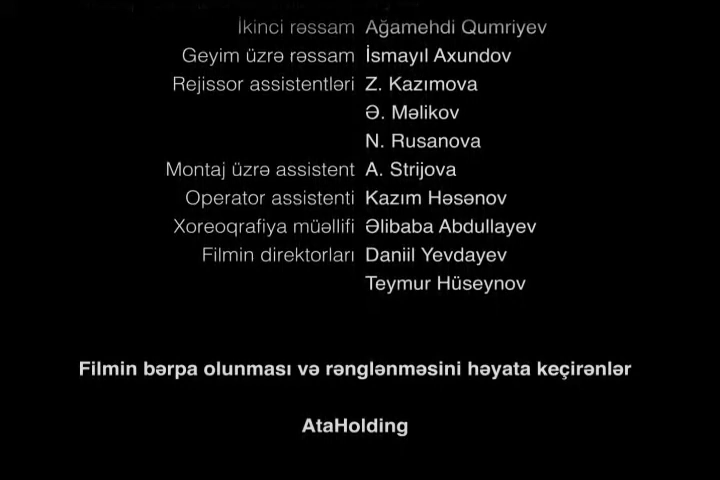 İkinci rəssam Ağamehdi Qumriyev
Geyim üzrə rəssam İsmayıl Axundov
Rejissor assistentləri Z. Kazımova
Ə. Məlikov
N. Rusanova
Montaj üzrə assistent A. Strijova
Operator assistenti Kazım Həsənov
Xoreoqrafiya müəllifi Əlibaba Abdullayev
Filmin direktorları Daniil Yevdayev
Teymur Hüseynov
Filmin bərpa olunması və rənglənməsini həyata keçirənlər
AtaHolding